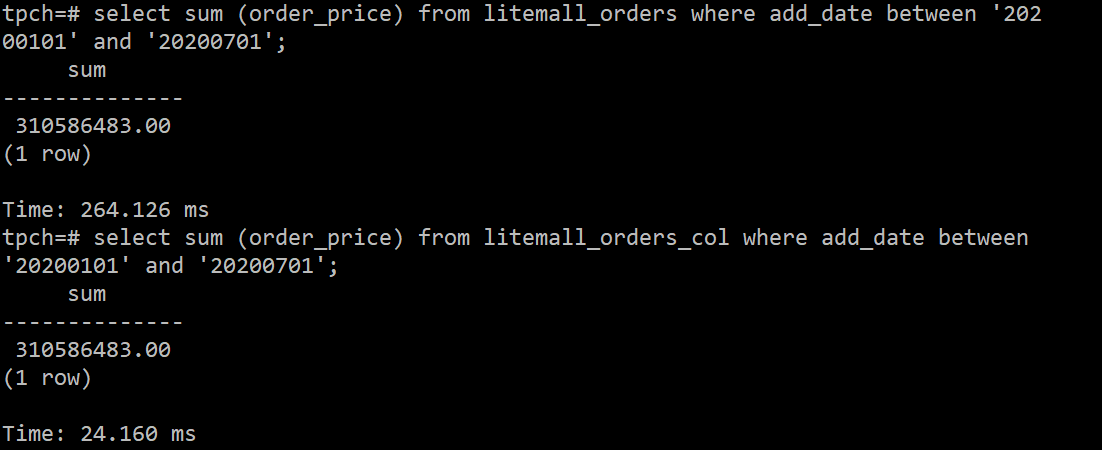 tpch=# select sum (order_price) from litemall_orders where add_date between '202
00101' and '20200701';
     sum
--------------
 310586483.00
(1 row)

Time: 264.126 ms
tpch=# select sum (order_price) from litemall_orders_col where add_date between
'20200101' and '20200701';
     sum
--------------
 310586483.00
(1 row)

Time: 24.160 ms